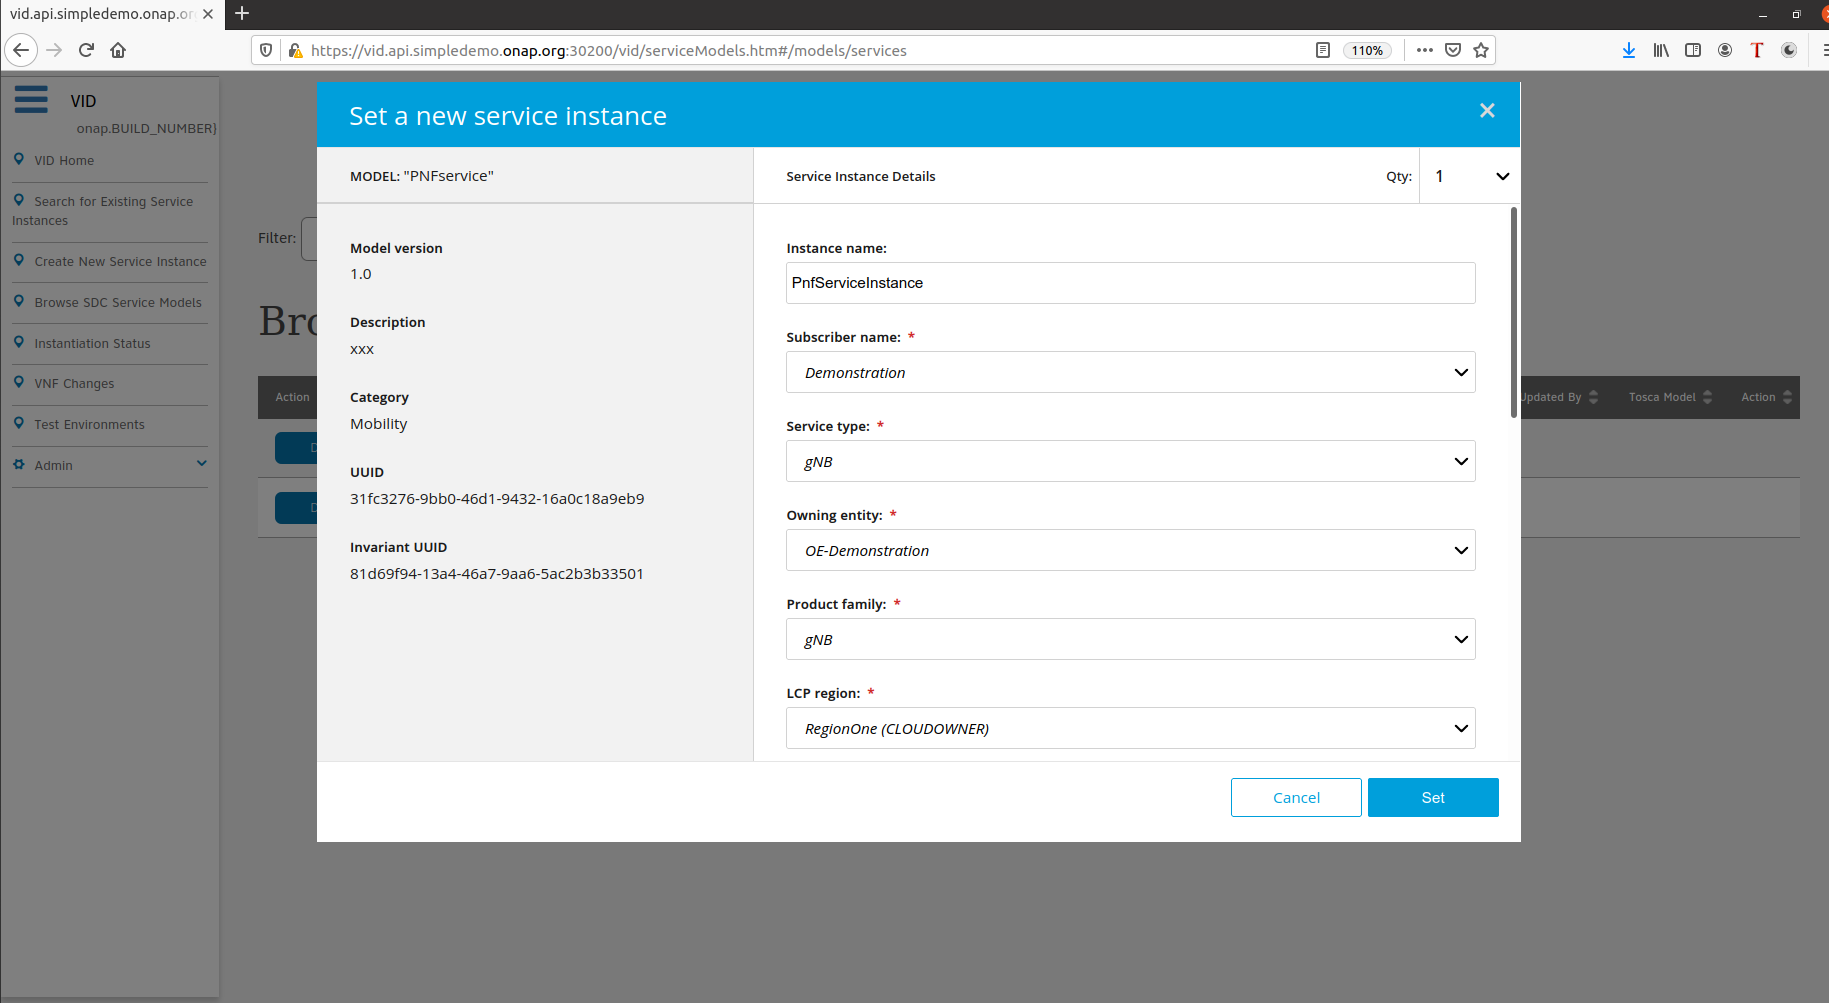 vid.api.simpledemo.onap.or
https://vid.api.simpledemo.onap.org:30200/vid/serviceModels.htm#/models/services
110%
VID
onap.BUILD_NUMBER}
VID Home
Search for Existing Service
Instances
Create New Service Instance
Browse SDC Service Models
Instantiation Status
VNF Changes
Test Environments
Admin
Filter:
Bro
Action
Updated By
Tosca Model
Action
D
D
Set a new service instance
MODEL: "PNFservice"
Service Instance Details
Qty:
1
Model version
1.0
Description
xxx
Category
Mobility
UUID
31fc3276-9bb0-46d1-9432-16a0c18a9eb9
Invariant UUID
81d69f94-13a4-46a7-9aa6-5ac2b3b33501
Instance name:
PnfServiceInstance
Subscriber name: *
Demonstration
Service type: *
gNB
Owning entity: *
OE-Demonstration
Product family: *
gNB
LCP region: *
RegionOne (CLOUDOWNER)
Cancel
Set